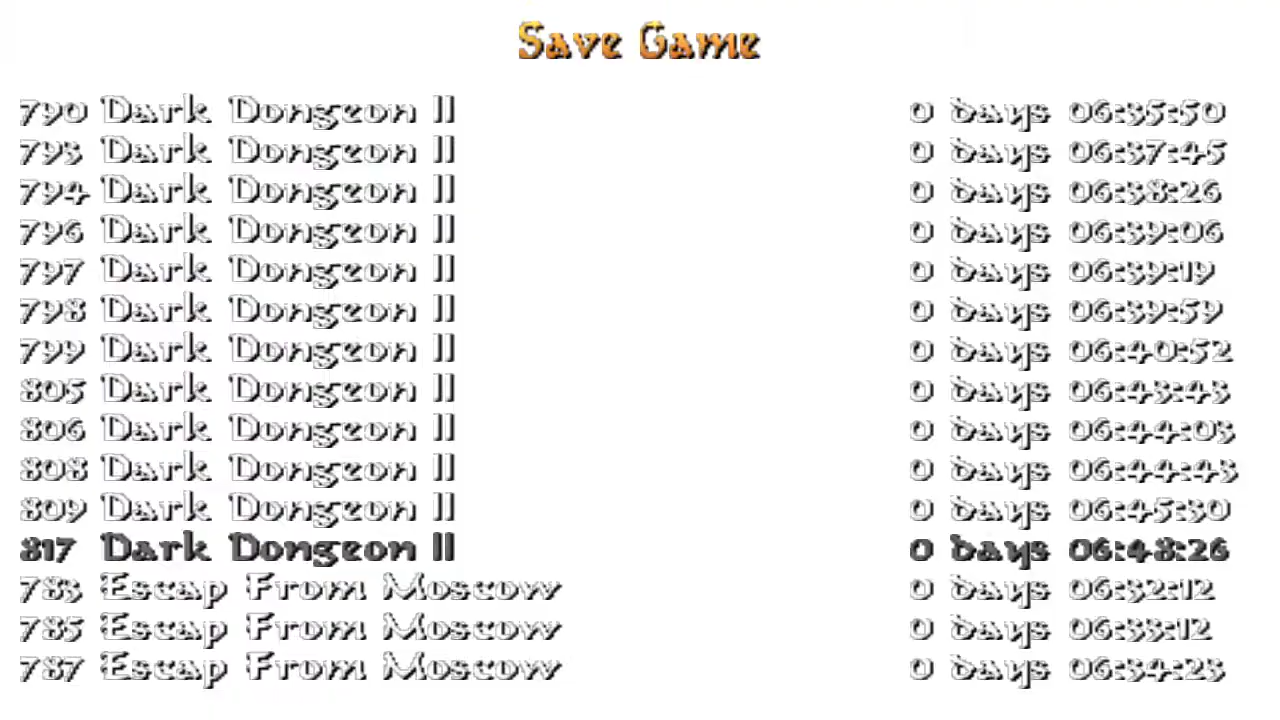 Save Game
790 Dark Dongeon II 0 days 06:35:50
793 Dark Dongeon II 0 days 06:37:45
794 Dark Dongeon II 0 days 06:38:26
796 Dark Dongeon II 0 days 06:39:06
797 Dark Dongeon II 0 days 06:39:19
798 Dark Dongeon II 0 days 06:39:59
799 Dark Dongeon II 0 days 06:40:52
805 Dark Dongeon II 0 days 06:43:43
806 Dark Dongeon II 0 days 06:44:03
808 Dark Dongeon II 0 days 06:44:43
809 Dark Dongeon II 0 days 06:45:30
817 Dark Dongeon II 0 days 06:48:26
783 Escap From Moscow 0 days 06:32:12
785 Escap From Moscow 0 days 06:33:12
787 Escap From Moscow 0 days 06:34:23